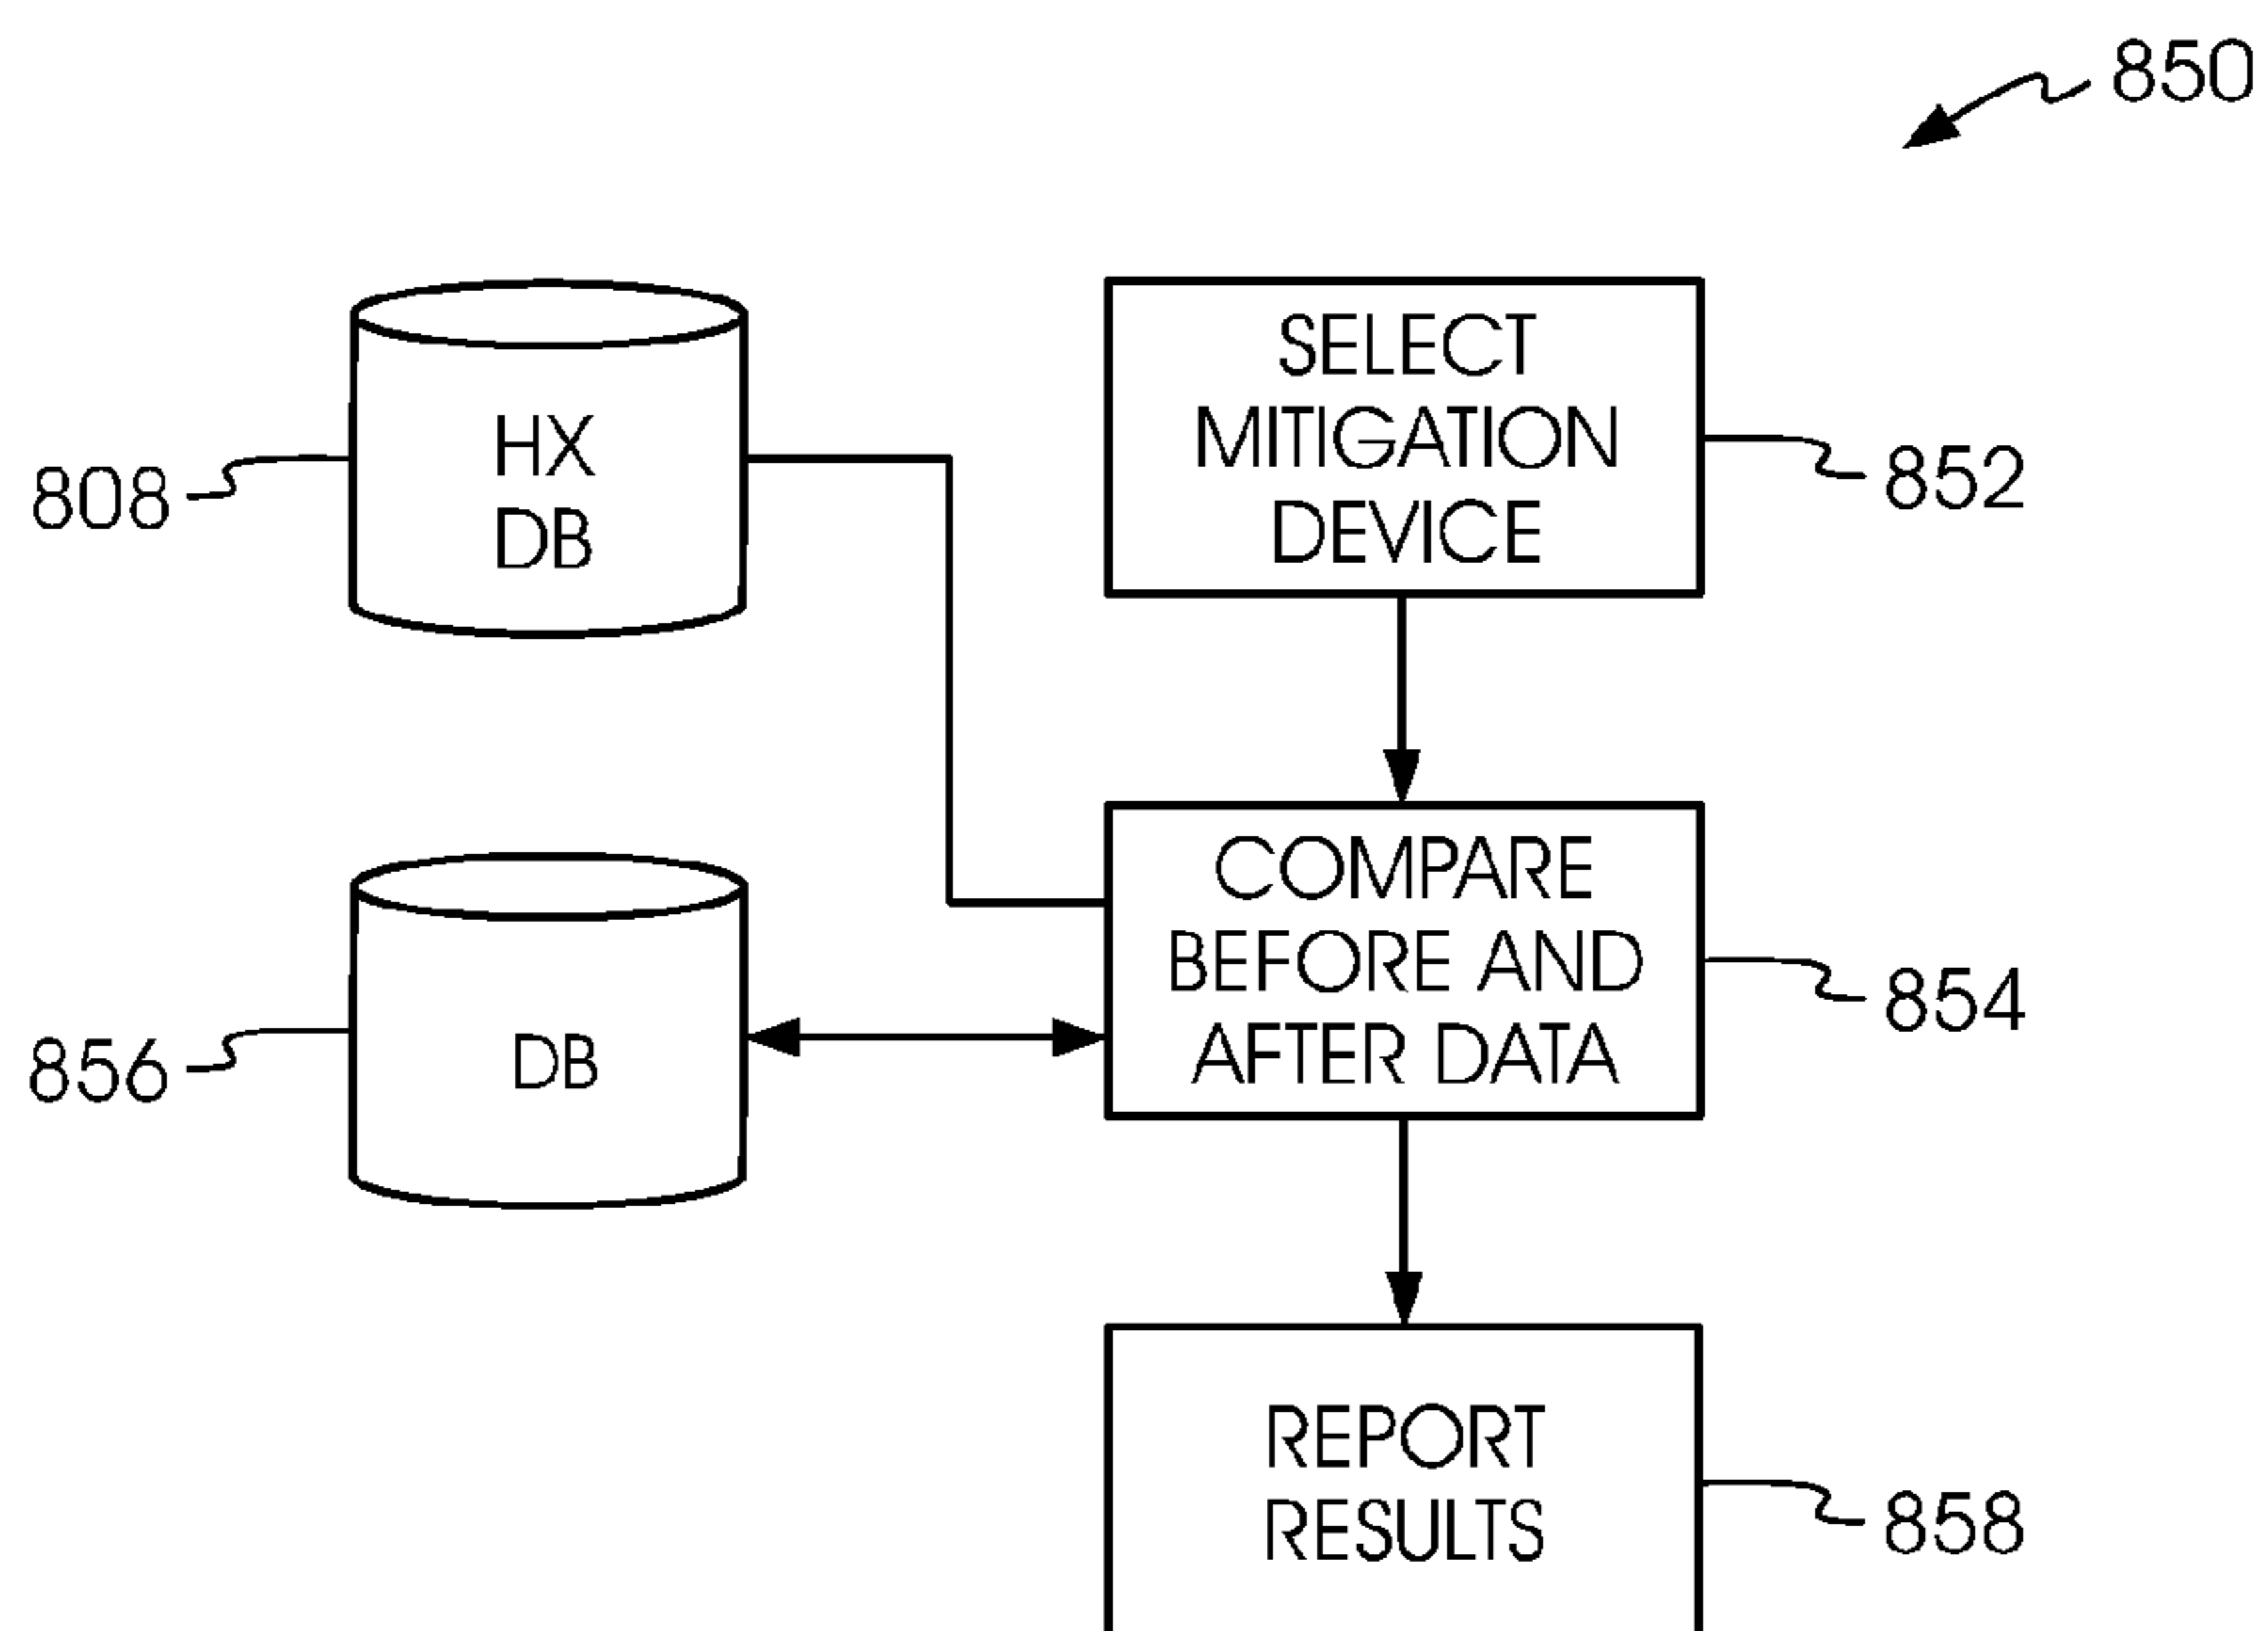 850
SELECT
MITIGATION
DEVICE
852
HX
DB
808
COMPARE
BEFORE AND
AFTER DATA
854
DB
856
REPORT
RESULTS
858